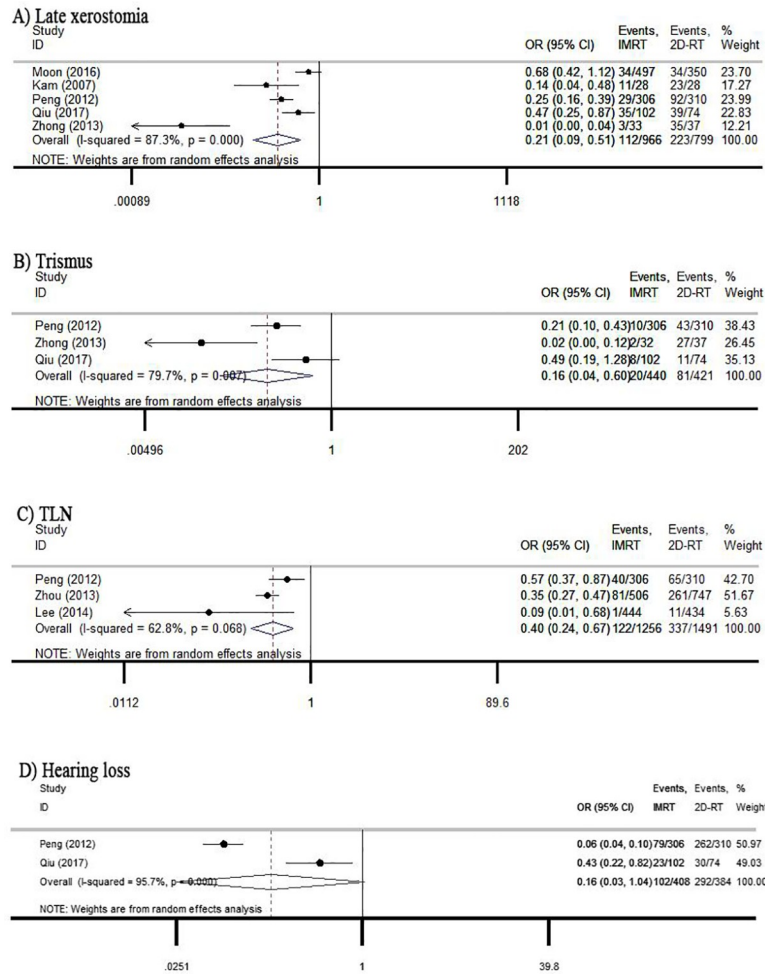 A) Late xerostomia
Study Events, Events, %
ID OR (95% CI) IMRT 2D-RT Weight
Moon (2016) 0.68 (0.42, 1.12) 34/497 34/350 23.70
Kam (2007) 0.14 (0.04, 0.48) 11/28 23/28 17.27
Peng (2012) 0.25 (0.16, 0.39) 29/306 92/310 23.99
Qiu (2017) 0.47 (0.25, 0.87) 35/102 39/74 22.83
Zhong (2013) 0.01 (0.00, 0.04) 3/33 35/37 12.21
Overall (I-squared = 87.3%, p = 0.000) 0.21 (0.09, 0.51) 112/966 223/799 100.00
NOTE: Weights are from random effects analysis
.00089 1 1118
B) Trismus
Study Events, Events, %
ID OR (95% CI) IMRT 2D-RT Weight
Peng (2012) 0.21 (0.10, 0.43) 10/306 43/310 38.43
Zhong (2013) 0.02 (0.00, 0.12) 2/32 27/37 26.45
Qiu (2017) 0.49 (0.19, 1.28) 8/102 11/74 35.13
Overall (I-squared = 79.7%, p = 0.007) 0.16 (0.04, 0.60) 20/440 81/421 100.00
NOTE: Weights are from random effects analysis
.00496 1 202
C) TLN
Study Events, Events, %
ID OR (95% CI) IMRT 2D-RT Weight
Peng (2012) 0.57 (0.37, 0.87) 40/306 65/310 42.70
Zhou (2013) 0.35 (0.27, 0.47) 81/506 261/747 51.67
Lee (2014) 0.09 (0.01, 0.68) 1/444 11/434 5.63
Overall (I-squared = 62.8%, p = 0.068) 0.40 (0.24, 0.67) 122/1256 337/1491 100.00
NOTE: Weights are from random effects analysis
.0112 1 89.6
D) Hearing loss
Study Events, Events, %
ID OR (95% CI) IMRT 2D-RT Weight
Peng (2012) 0.06 (0.04, 0.10) 79/306 262/310 50.97
Qiu (2017) 0.43 (0.22, 0.82) 23/102 30/74 49.03
Overall (I-squared = 95.7%, p = 0.000) 0.16 (0.03, 1.04) 102/408 292/384 100.00
NOTE: Weights are from random effects analysis
.0251 1 39.8